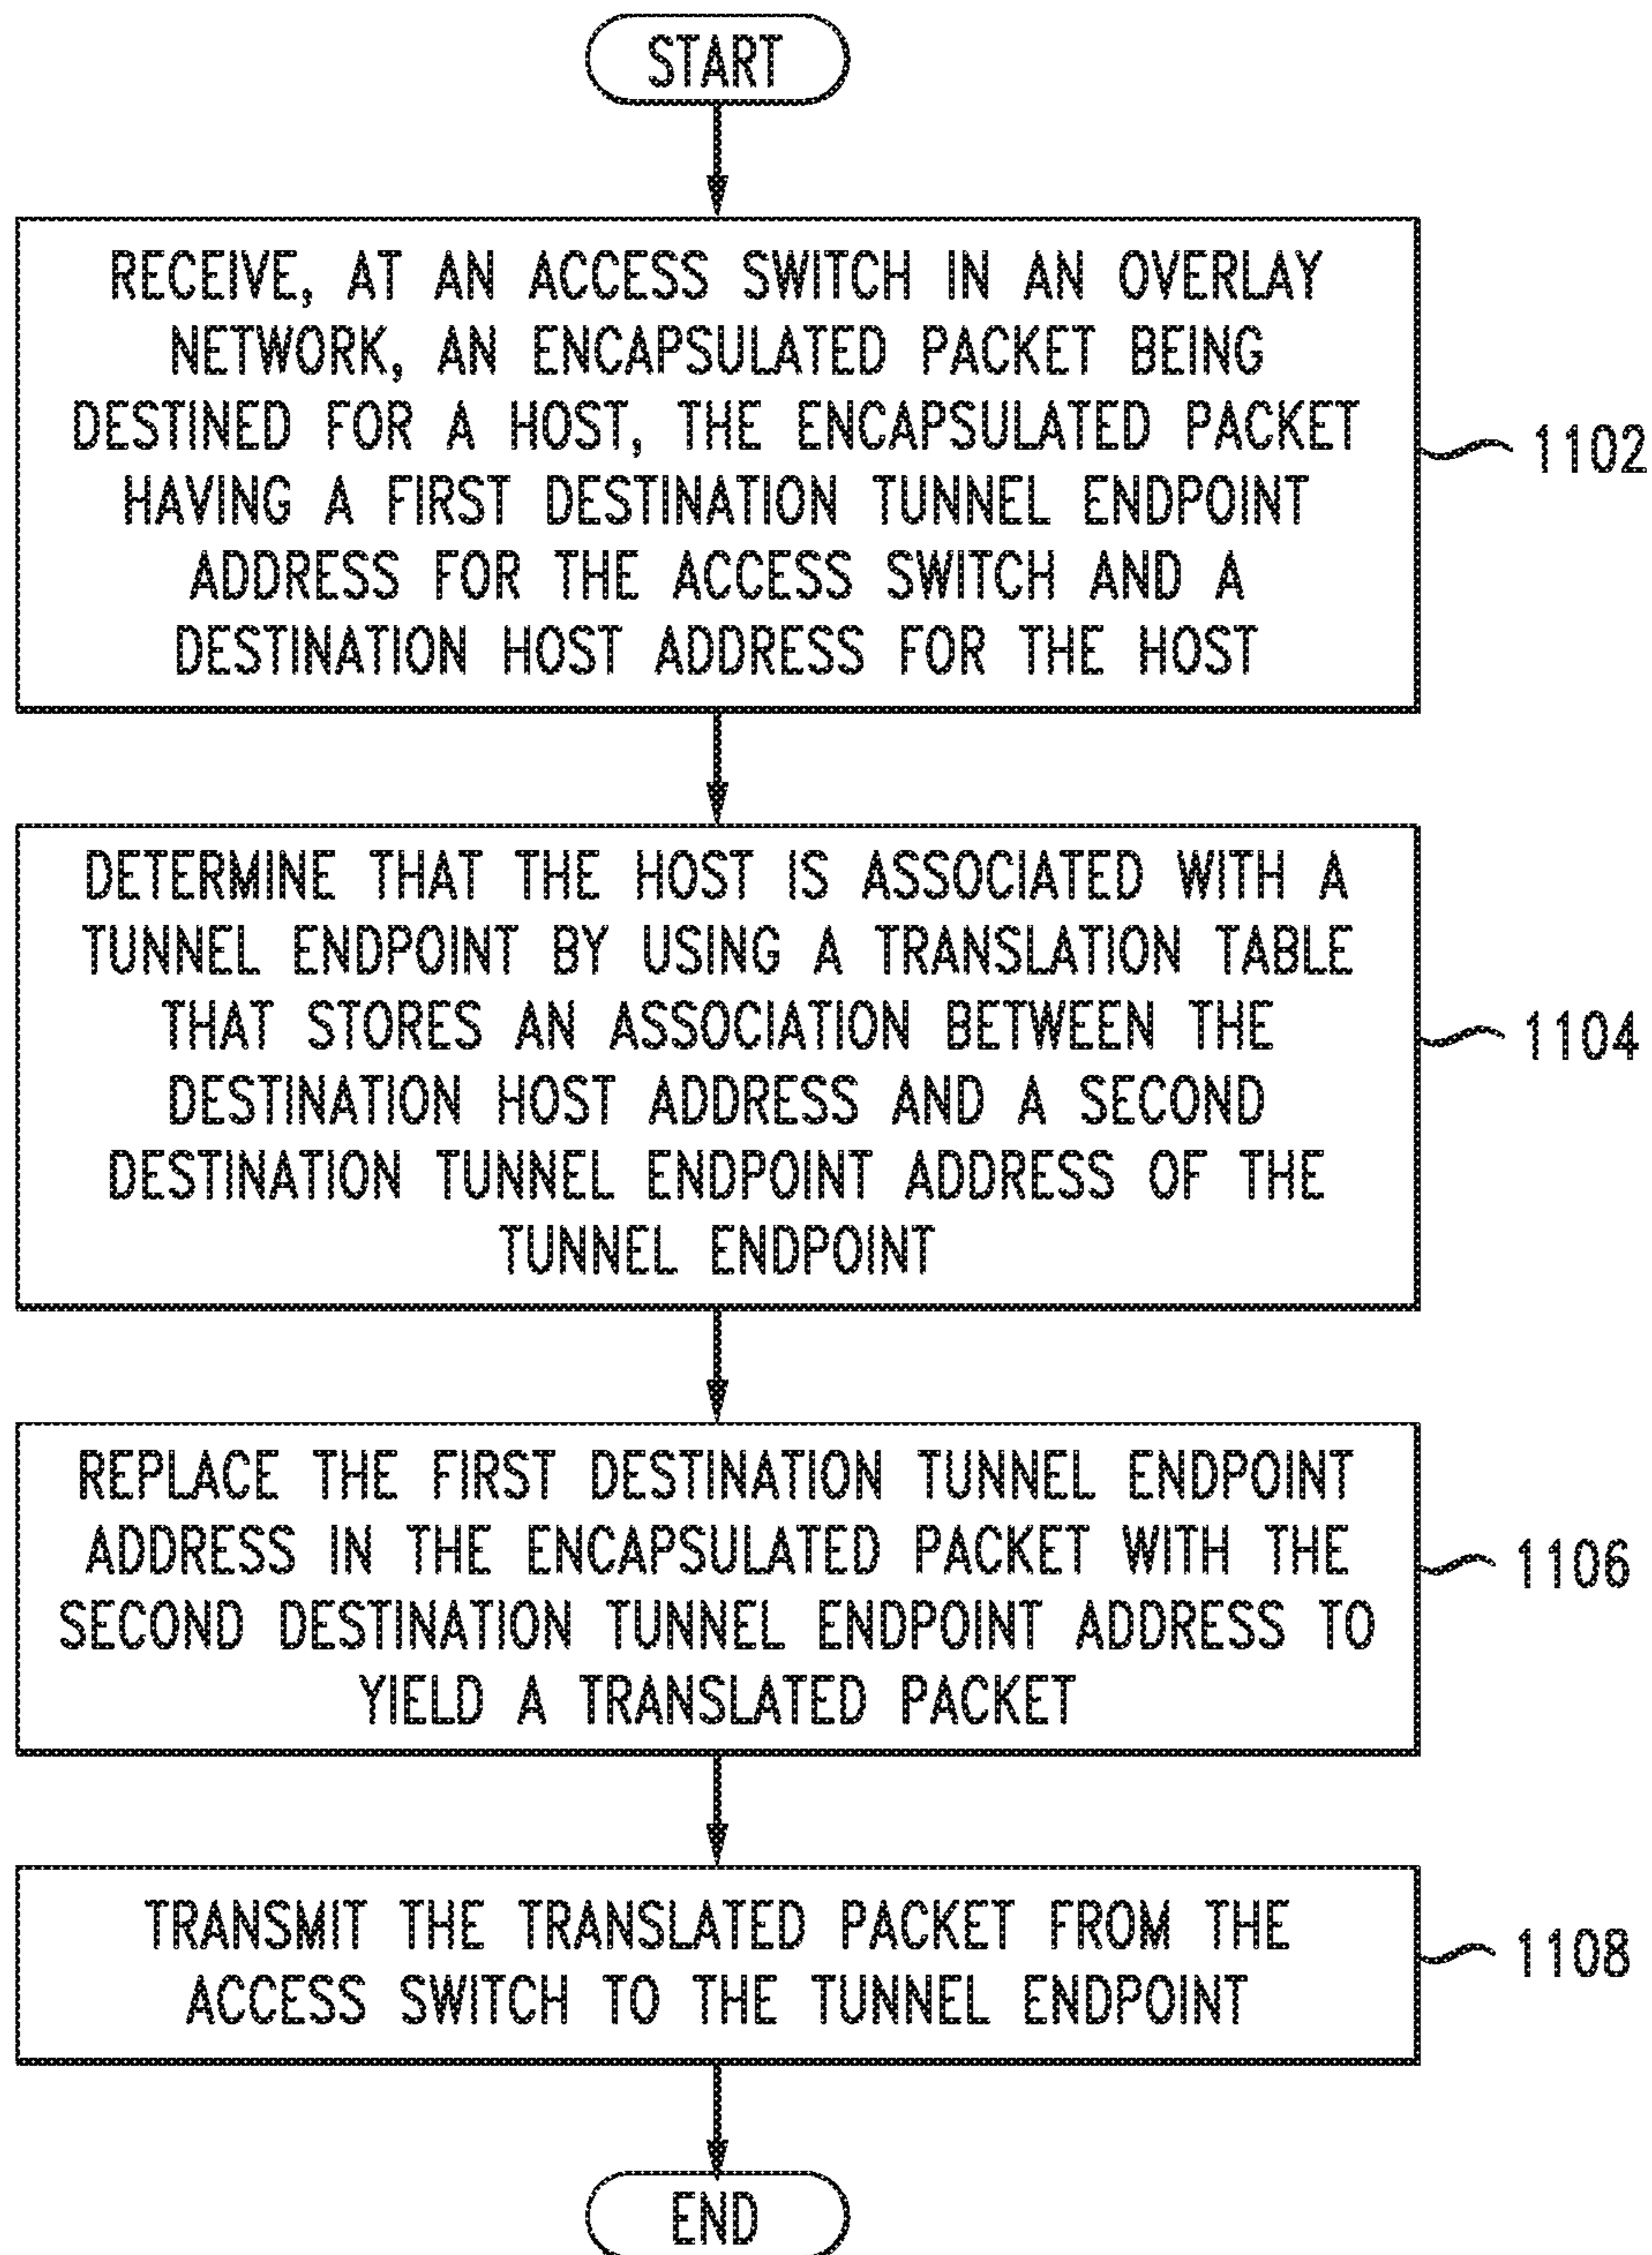 START
RECEIVE, AT AN ACCESS SWITCH IN AN OVERLAY
NETWORK, AN ENCAPSULATED PACKET BEING
DESTINED FOR A HOST, THE ENCAPSULATED PACKET
HAVING A FIRST DESTINATION TUNNEL ENDPOINT
ADDRESS FOR THE ACCESS SWITCH AND A
DESTINATION HOST ADDRESS FOR THE HOST
1102
DETERMINE THAT THE HOST IS ASSOCIATED WITH A
TUNNEL ENDPOINT BY USING A TRANSLATION TABLE
THAT STORES AN ASSOCIATION BETWEEN THE
DESTINATION HOST ADDRESS AND A SECOND
DESTINATION TUNNEL ENDPOINT ADDRESS OF THE
TUNNEL ENDPOINT
1104
REPLACE THE FIRST DESTINATION TUNNEL ENDPOINT
ADDRESS IN THE ENCAPSULATED PACKET WITH THE
SECOND DESTINATION TUNNEL ENDPOINT ADDRESS TO
YIELD A TRANSLATED PACKET
1106
TRANSMIT THE TRANSLATED PACKET FROM THE
ACCESS SWITCH TO THE TUNNEL ENDPOINT
1108
END